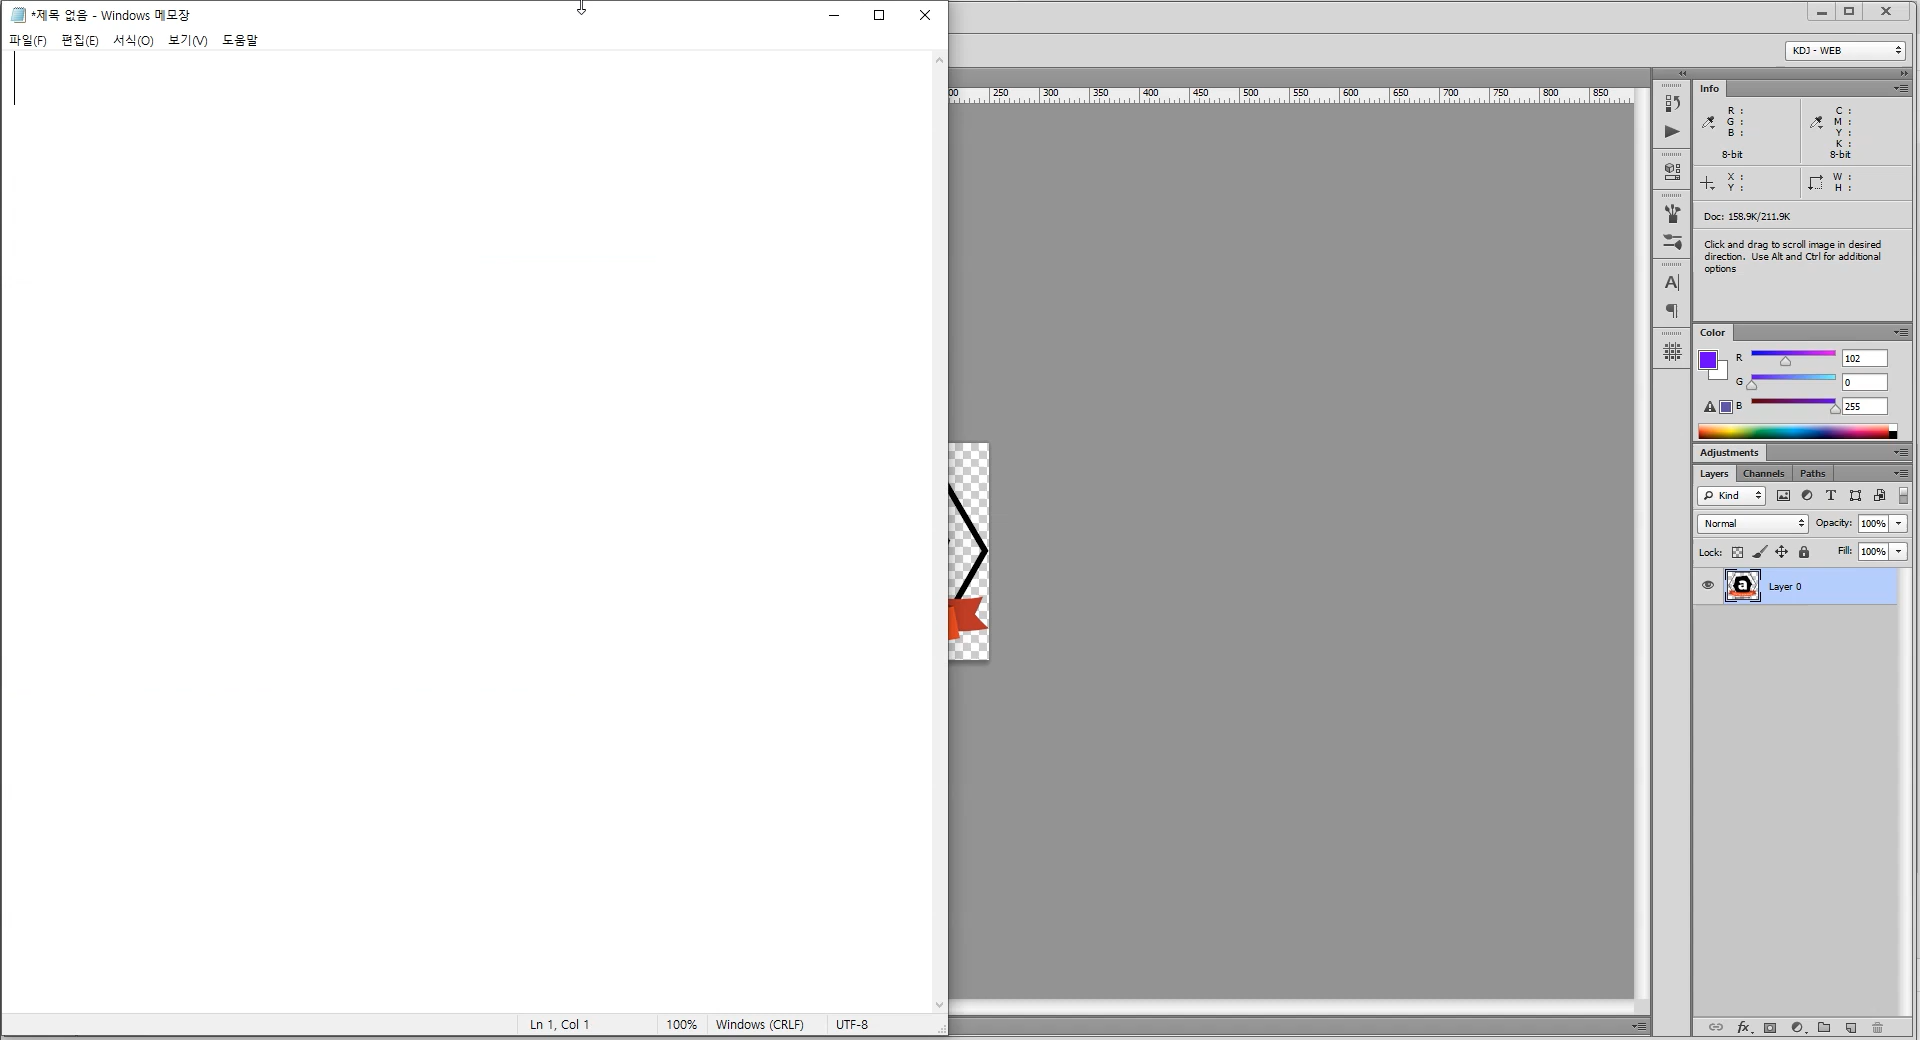 *제목 없음 - Windows 메모장
파일(F) 편집(E) 서식(O) 보기(V) 도움말
KDJ - WEB
00 250 300 350 400 450 500 550 600 650 700 750 800 850
Info
R : C :
G : M :
B : Y :
K :
8-bit 8-bit
X : W :
Y : H :
Doc: 158.9K/211.9K
Click and drag to scroll image in desired
direction. Use Alt and Ctrl for additional
options
Color
R 102
G 0
B 255
Adjustments
Layers Channels Paths
Kind
Normal Opacity: 100%
Lock: Fill: 100%
a Layer 0
fx
Ln 1, Col 1 100% Windows (CRLF) UTF-8